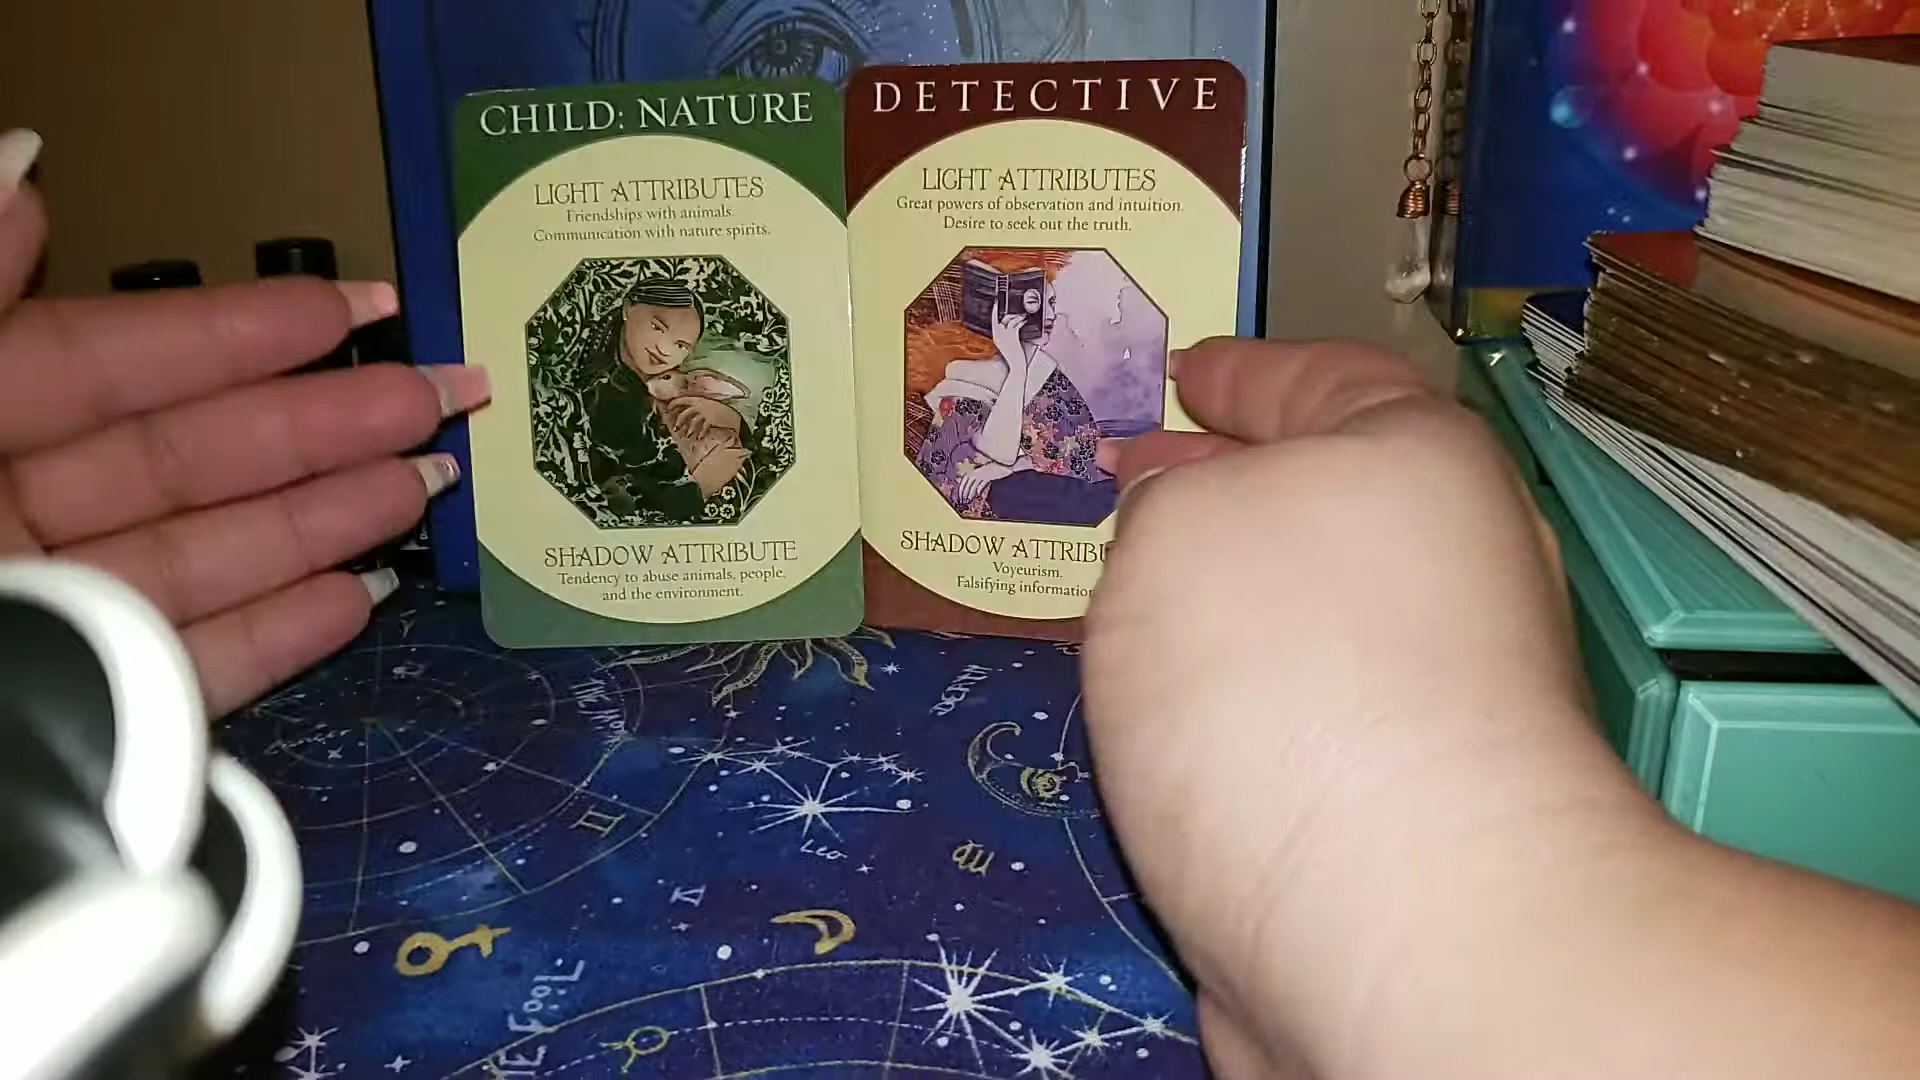 CHILD: NATURE
LIGHT ATTRIBUTES
Friendships with animals.
Communication with nature spirits.
SHADOW ATTRIBUTE
Tendency to abuse animals, people,
and the environment.
DETECTIVE
LIGHT ATTRIBUTES
Great powers of observation and intuition.
Desire to seek out the truth.
SHADOW
Voyeurism.
Falsifying
DEATH
Leo